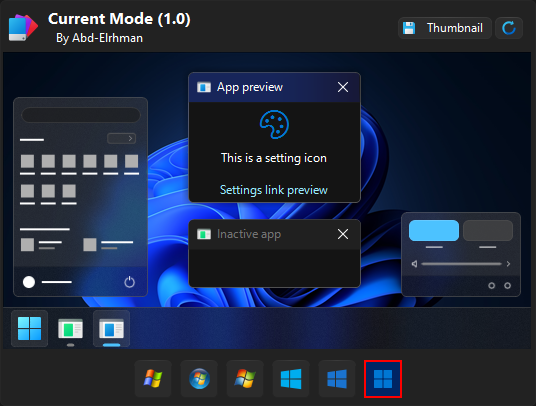 Current Mode (1.0)
By Abd-Elrhman
Thumbnail
App preview
This is a setting icon
Settings link preview
Inactive app